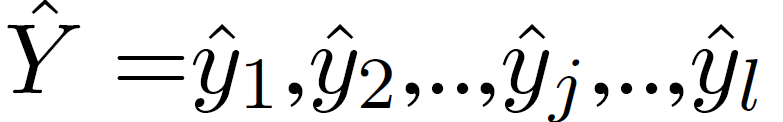 Ŷ = ŷ₁,ŷ₂,..,ŷⱼ,..,ŷₗ